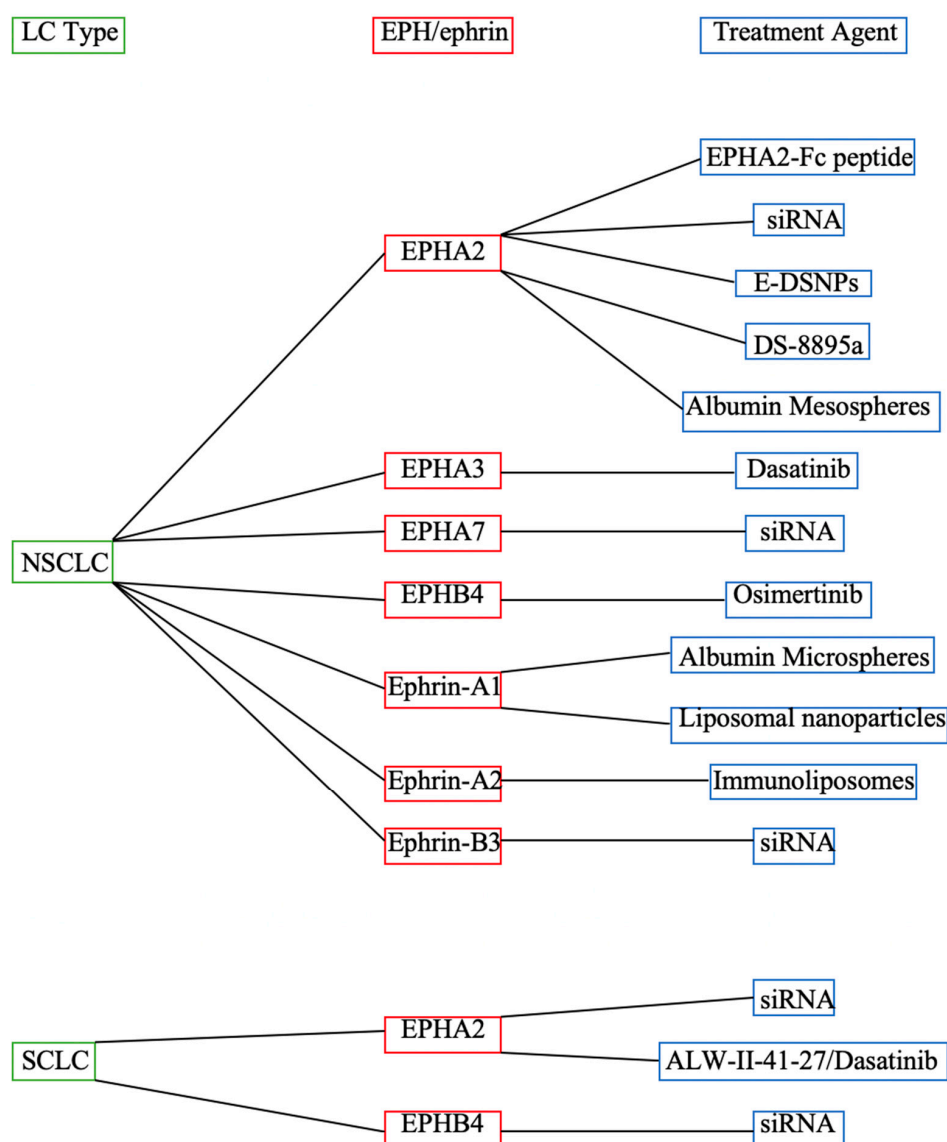 LC Type
EPH/ephrin
Treatment Agent
EPHA2-Fc peptide
siRNA
EPHA2
E-DSNPs
DS-8895a
Albumin Mesospheres
EPHA3
Dasatinib
EPHA7
siRNA
NSCLC
EPHB4
Osimertinib
Albumin Microspheres
Ephrin-A1
Liposomal nanoparticles
Ephrin-A2
Immunoliposomes
Ephrin-B3
siRNA
siRNA
EPHA2
SCLC
ALW-II-41-27/Dasatinib
EPHB4
siRNA